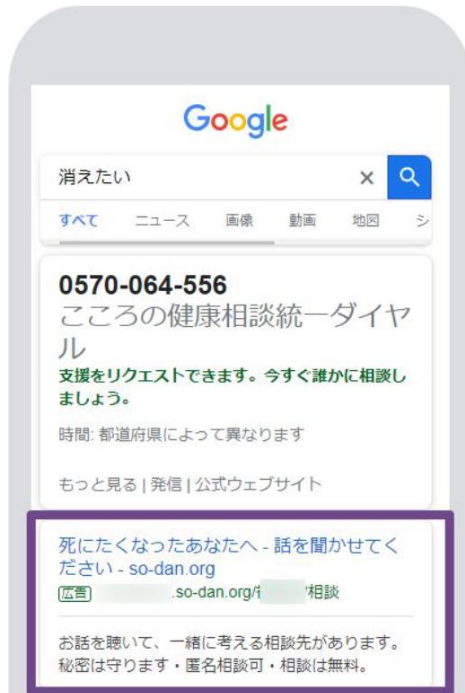 Google
消えたい
すべて ニュース 画像 動画 地図 シ
0570-064-556
こころの健康相談統一ダイヤ
ル
支援をリクエストできます。今すぐ誰かに相談し
ましょう。
時間: 都道府県によって異なります
もっと見る | 発信 | 公式ウェブサイト
死にたくなったあなたへ - 話を聞かせてく
ださい - so-dan.org
広告 .so-dan.org/ /相談
お話を聴いて、一緒に考える相談先があります。
秘密は守ります・匿名相談可・相談は無料。